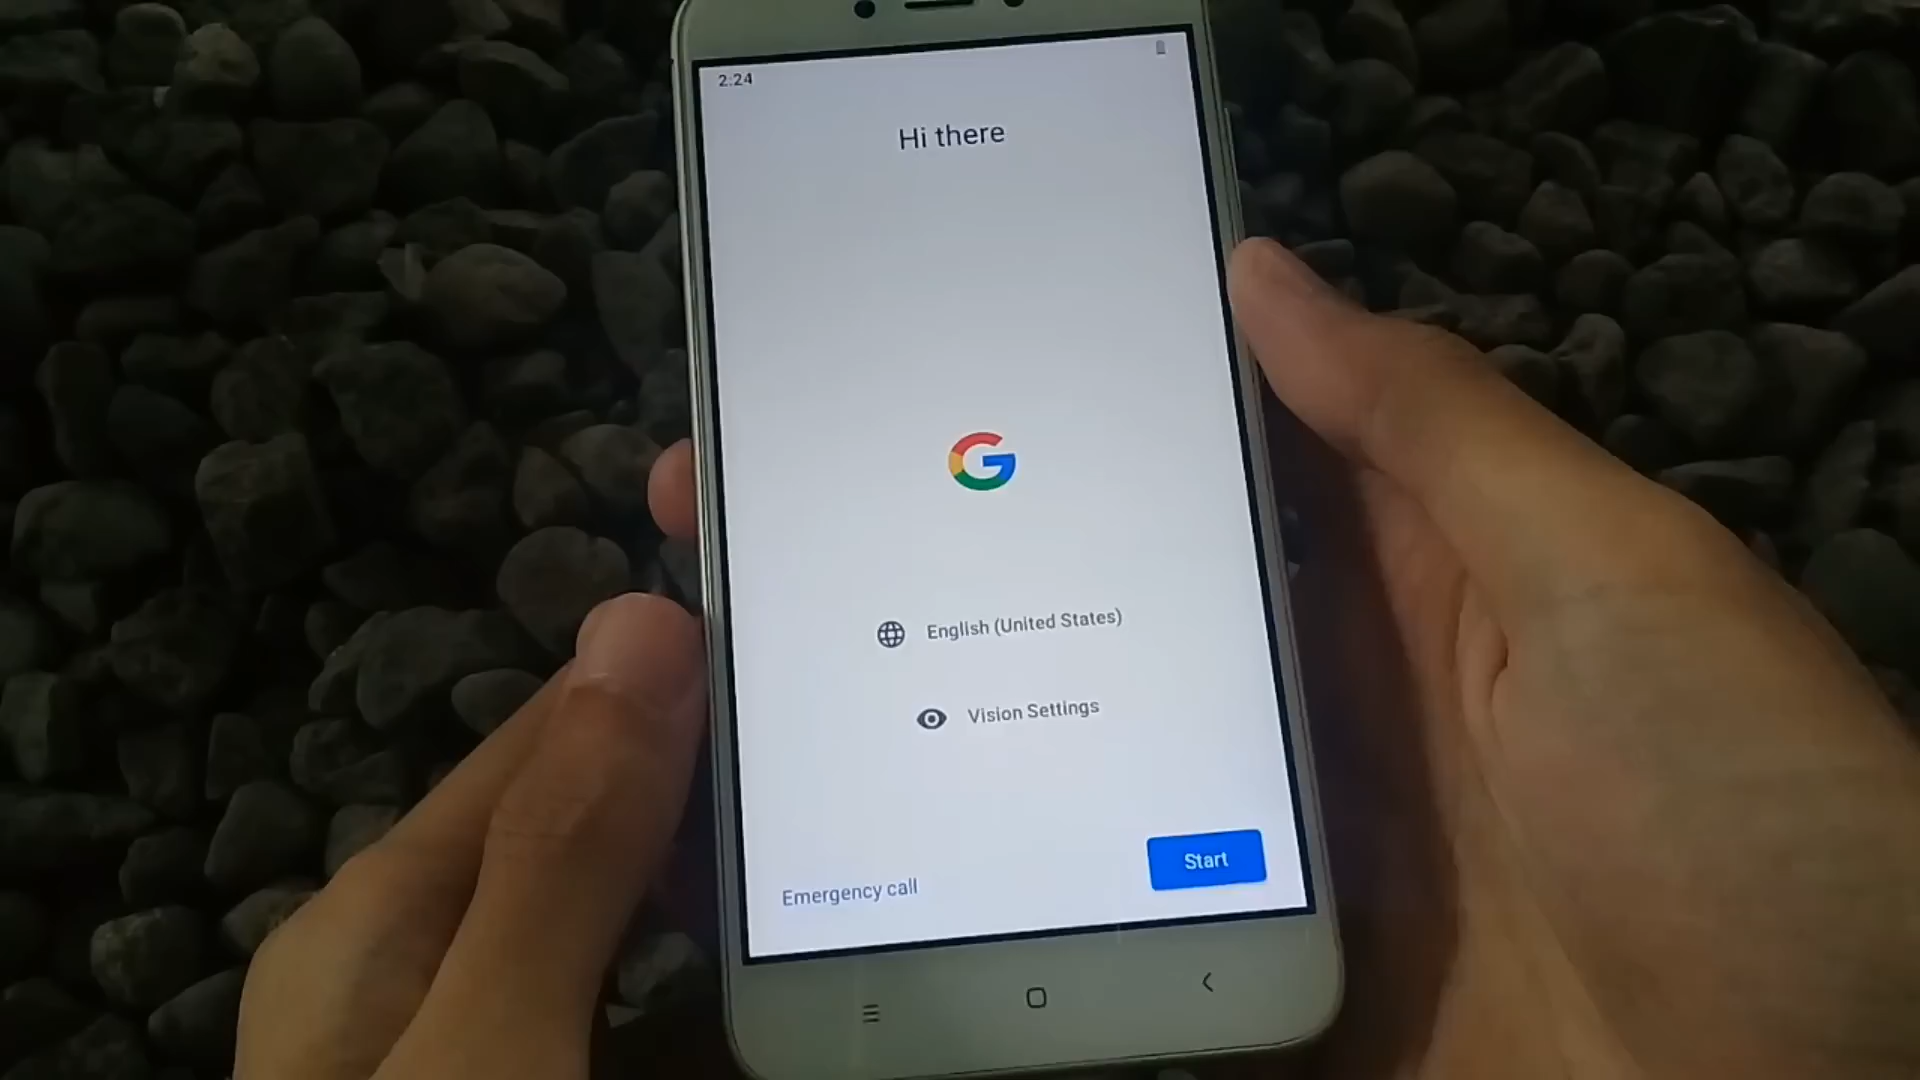 2:24
Hi there
English (United States)
Vision Settings
Start
Emergency call